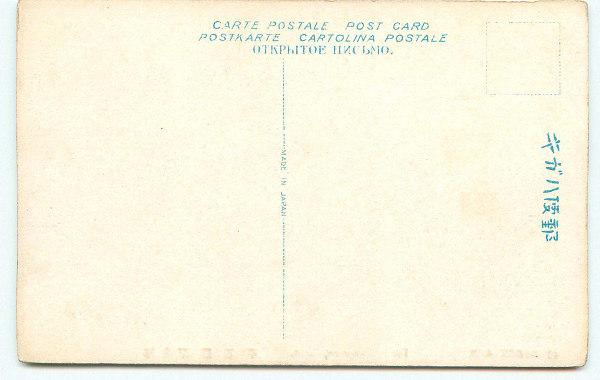 CARTE POSTALE POST CARD
POSTKARTE CARTOLINA POSTALE
ОТКРЫТОЕ ПИСЬМО.
MADE IN JAPAN
郵便ハガキ